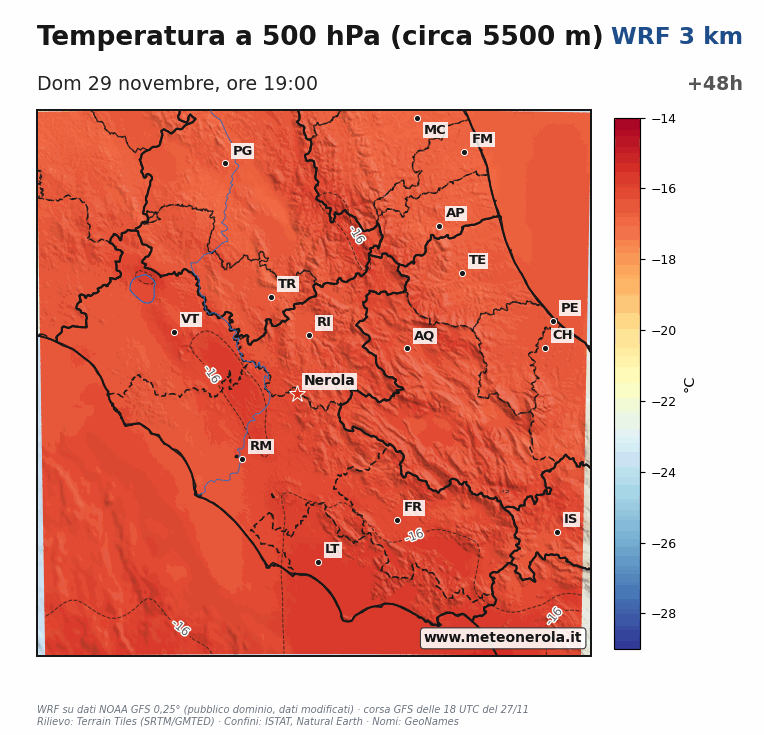 Temperatura a 500 hPa (circa 5500 m) WRF 3 km
Dom 29 novembre, ore 19:00 +48h
MC
FM
PG
AP
TE
TR
PE
VT
RI
AQ
CH
Nerola
RM
FR
IS
LT
-16
-16
-16
-16
-16
www.meteonerola.it
−14
−16
−18
−20
−22
−24
−26
−28
°C
WRF su dati NOAA GFS 0,25° (pubblico dominio, dati modificati) · corsa GFS delle 18 UTC del 27/11
Rilievo: Terrain Tiles (SRTM/GMTED) · Confini: ISTAT, Natural Earth · Nomi: GeoNames